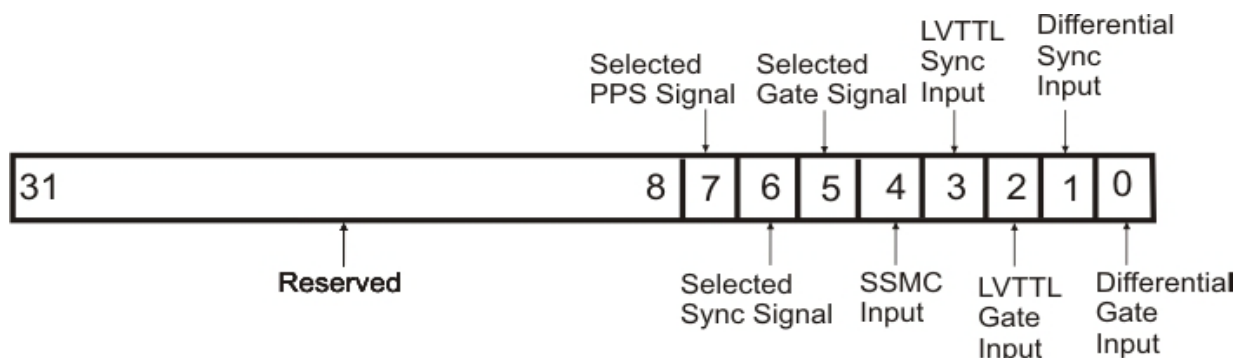 Selected
PPS Signal
Selected
Gate Signal
LVTTL
Sync
Input
Differential
Sync
Input
31 8 7 6 5 4 3 2 1 0
Reserved
Selected
Sync Signal
SSMC
Input
LVTTL
Gate
Input
Differential
Gate
Input